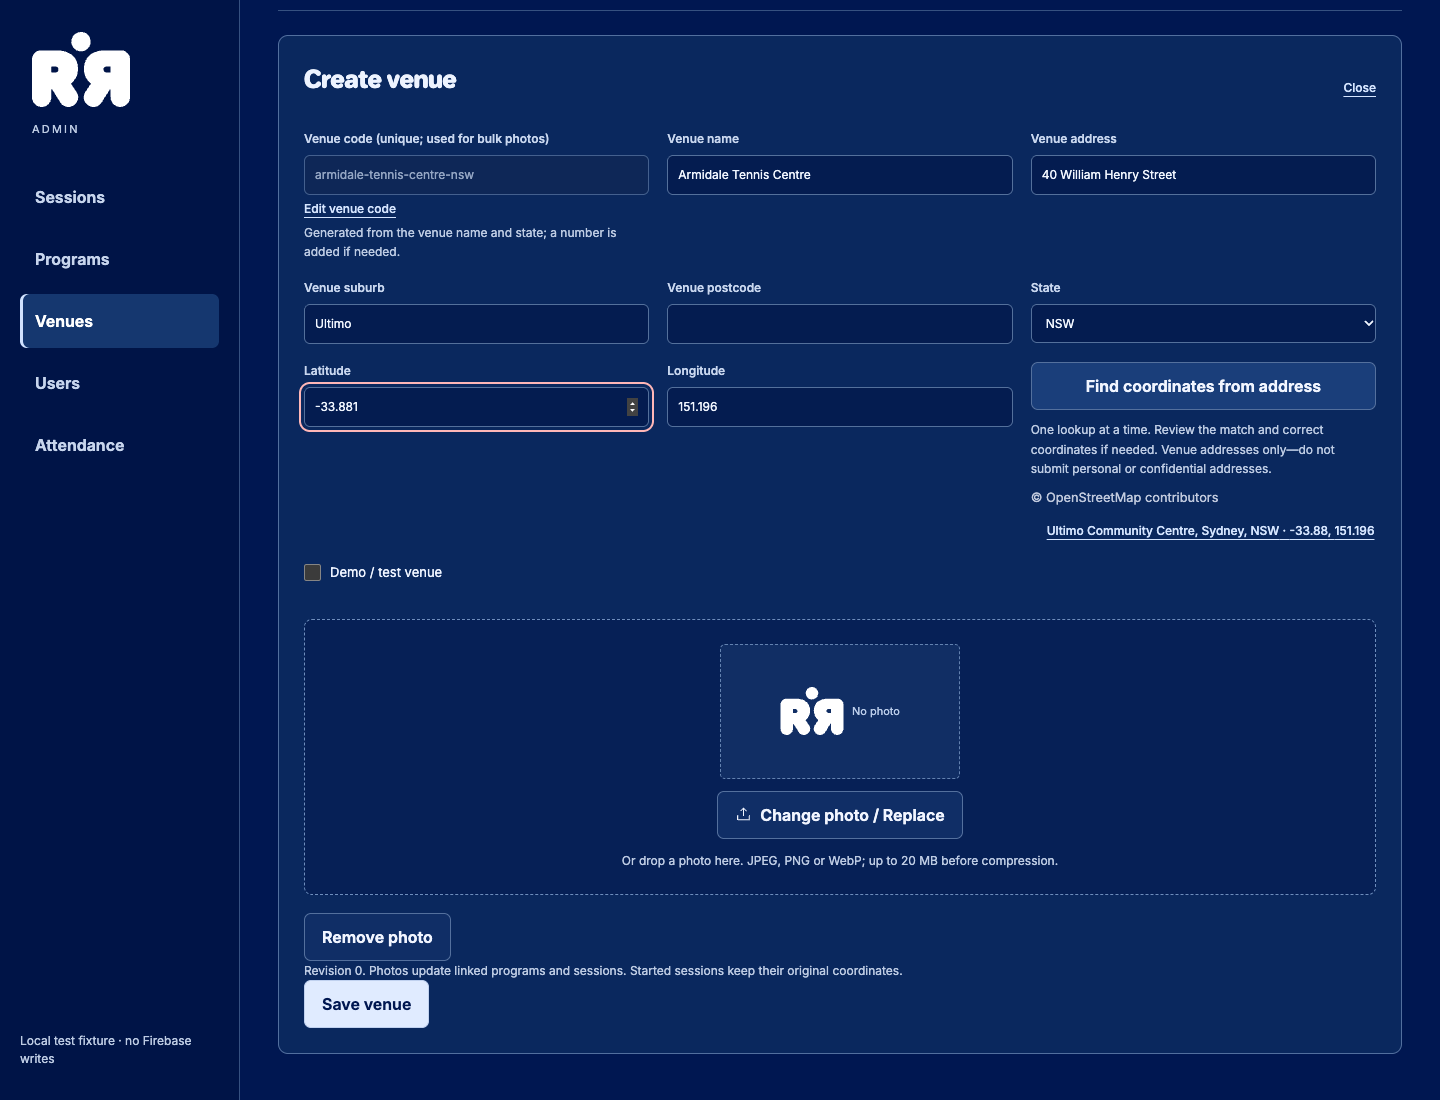 RR
ADMIN
Sessions
Programs
Venues
Users
Attendance
Local test fixture · no Firebase
writes
Create venue
Close
Venue code (unique; used for bulk photos)
armidale-tennis-centre-nsw
Edit venue code
Generated from the venue name and state; a number is
added if needed.
Venue name
Armidale Tennis Centre
Venue address
40 William Henry Street
Venue suburb
Ultimo
Venue postcode
State
NSW
Latitude
-33.881
Longitude
151.196
Find coordinates from address
One lookup at a time. Review the match and correct
coordinates if needed. Venue addresses only—do not
submit personal or confidential addresses.
© OpenStreetMap contributors
Ultimo Community Centre, Sydney, NSW · -33.88, 151.196
Demo / test venue
RR
No photo
Change photo / Replace
Or drop a photo here. JPEG, PNG or WebP; up to 20 MB before compression.
Remove photo
Revision 0. Photos update linked programs and sessions. Started sessions keep their original coordinates.
Save venue